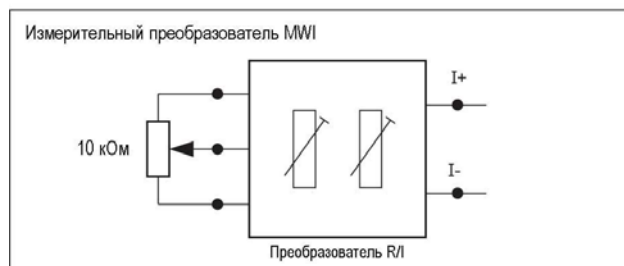 Измерительный преобразователь MWI
I+
10 кОм
I-
Преобразователь R/I